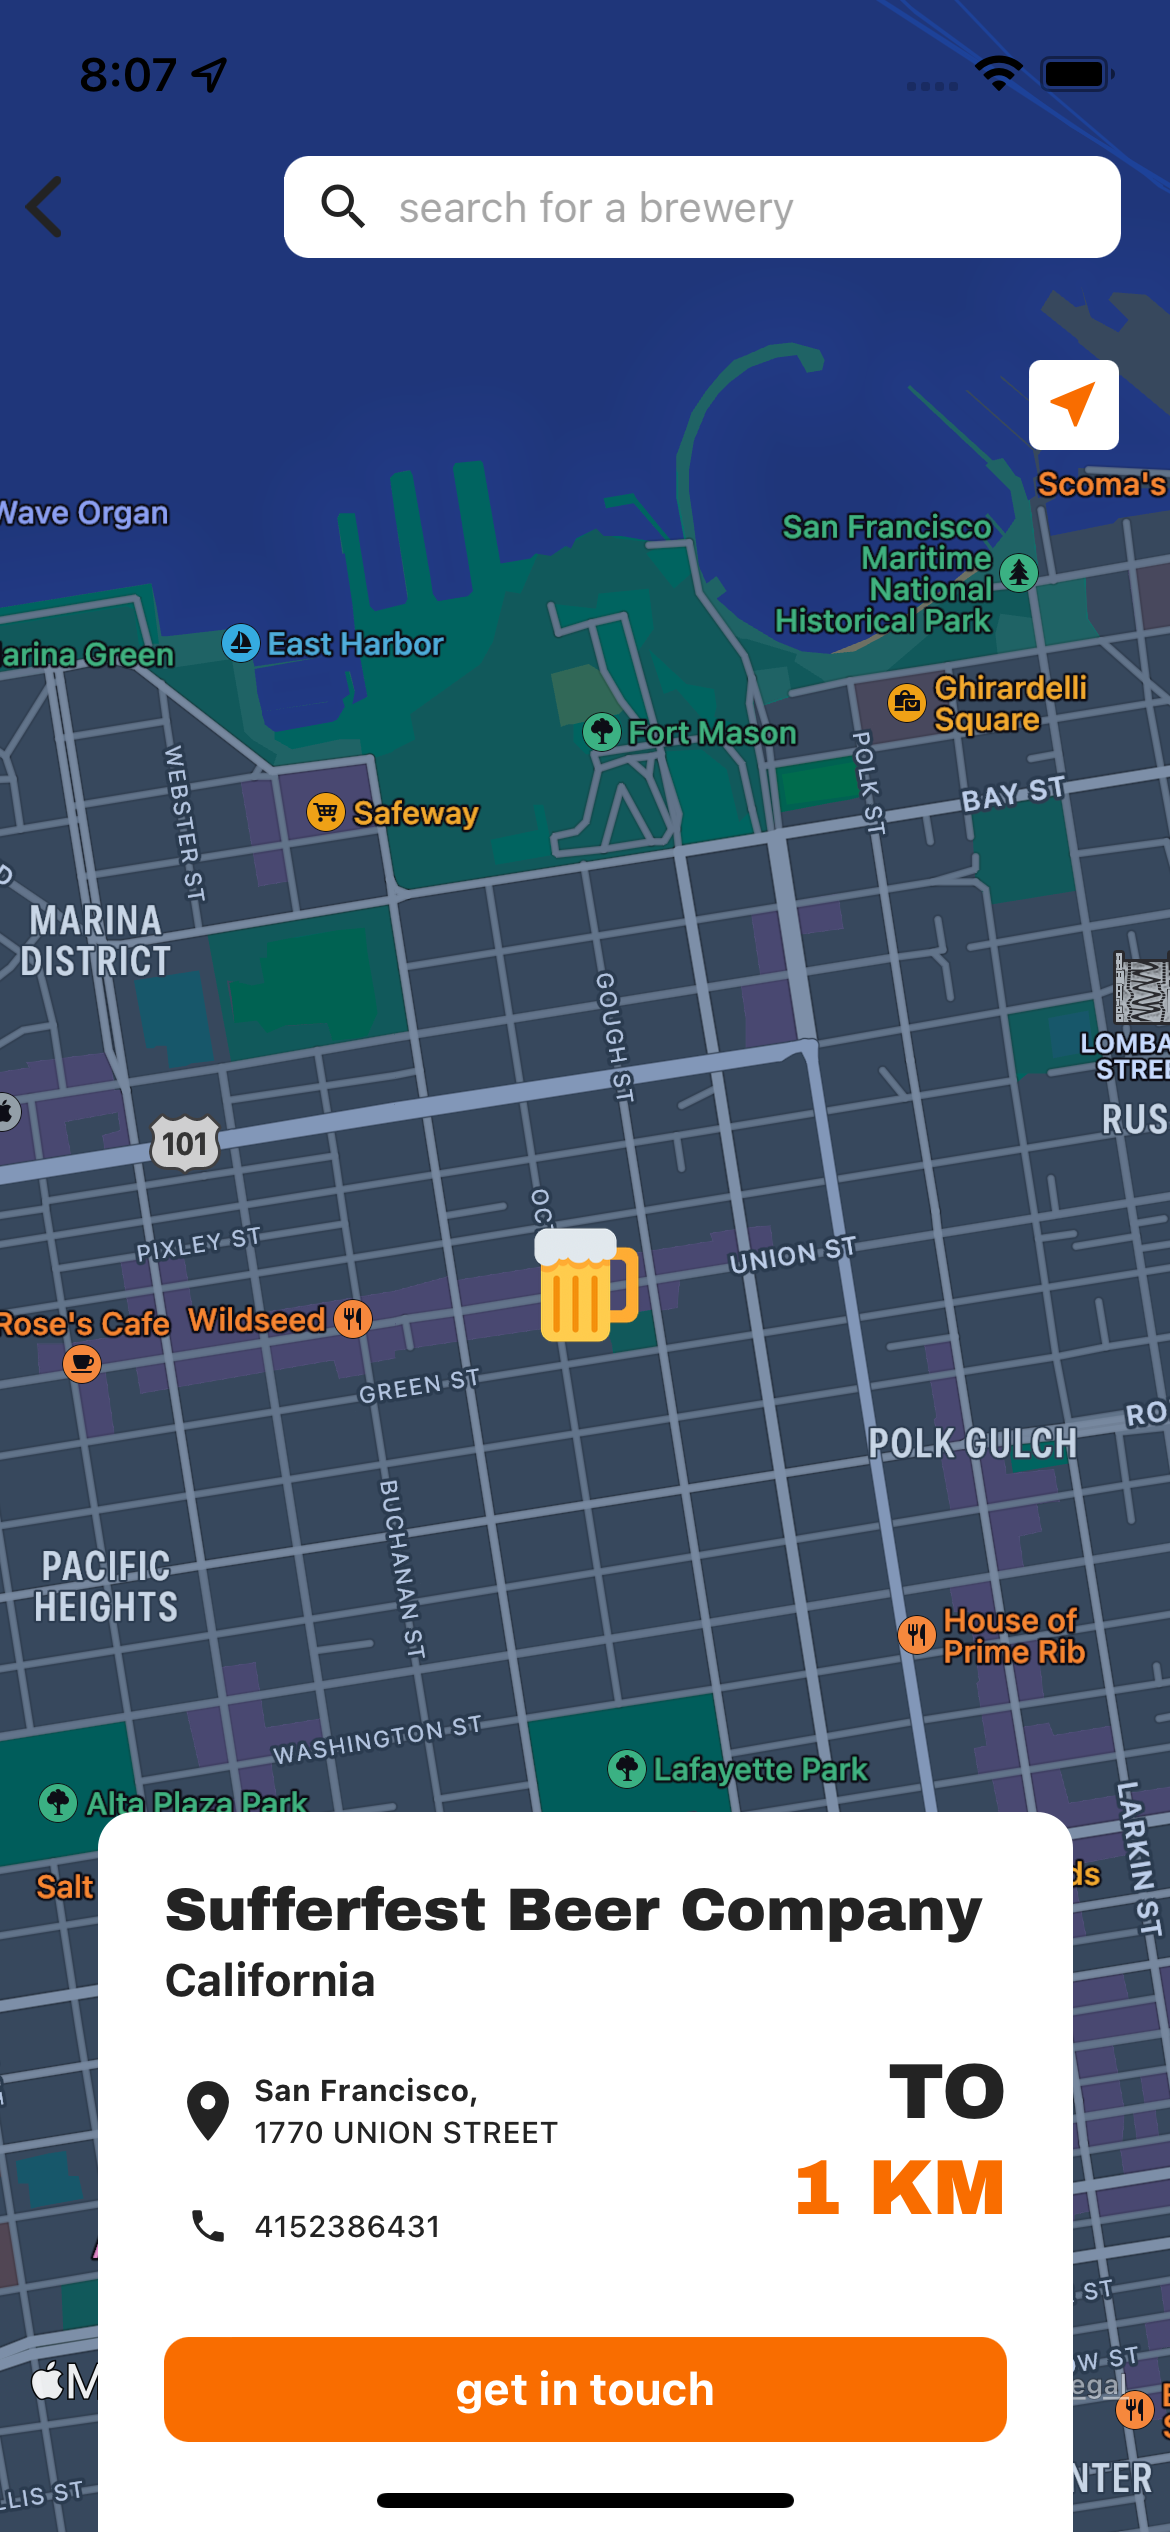 8:07
search for a brewery
Wave Organ
Scoma's
San Francisco
Maritime
National
Historical Park
East Harbor
Marina Green
Ghirardelli
Square
Fort Mason
WEBSTER ST
POLK ST
BAY ST
Safeway
MARINA
DISTRICT
GOUGH ST
LOMBA
STREE
RUS
101
PIXLEY ST
OC
UNION ST
Rose's Cafe
Wildseed
GREEN ST
RO
POLK GULCH
BUCHANAN ST
PACIFIC
HEIGHTS
House of
Prime Rib
WASHINGTON ST
Lafayette Park
Alta Plaza Park
LARKIN ST
Salt
ds
Sufferfest Beer Company
California
San Francisco,
1770 UNION STREET
TO
1 KM
4152386431
ST
OW ST
M
egal
get in touch
NTER
LLIS ST